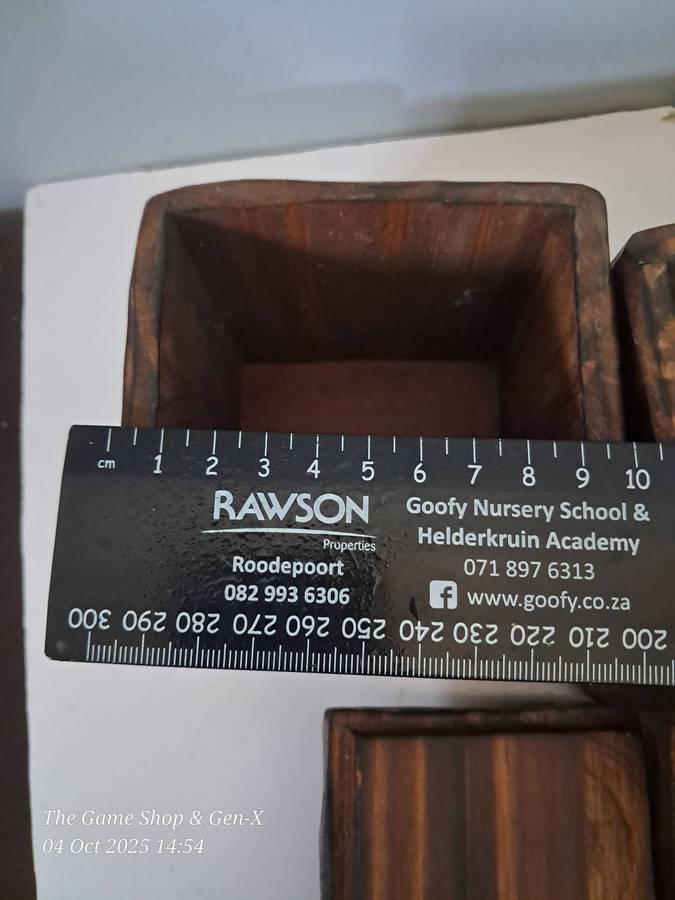 cm 1 2 3 4 5 6 7 8 9 10
RAWSON
Properties
Roodepoort
082 993 6306
Goofy Nursery School &
Helderkruin Academy
071 897 6313
www.goofy.co.za
300 290 280 270 260 250 240 230 220 210 200
The Game Shop & Gen-X
04 Oct 2025 14:54